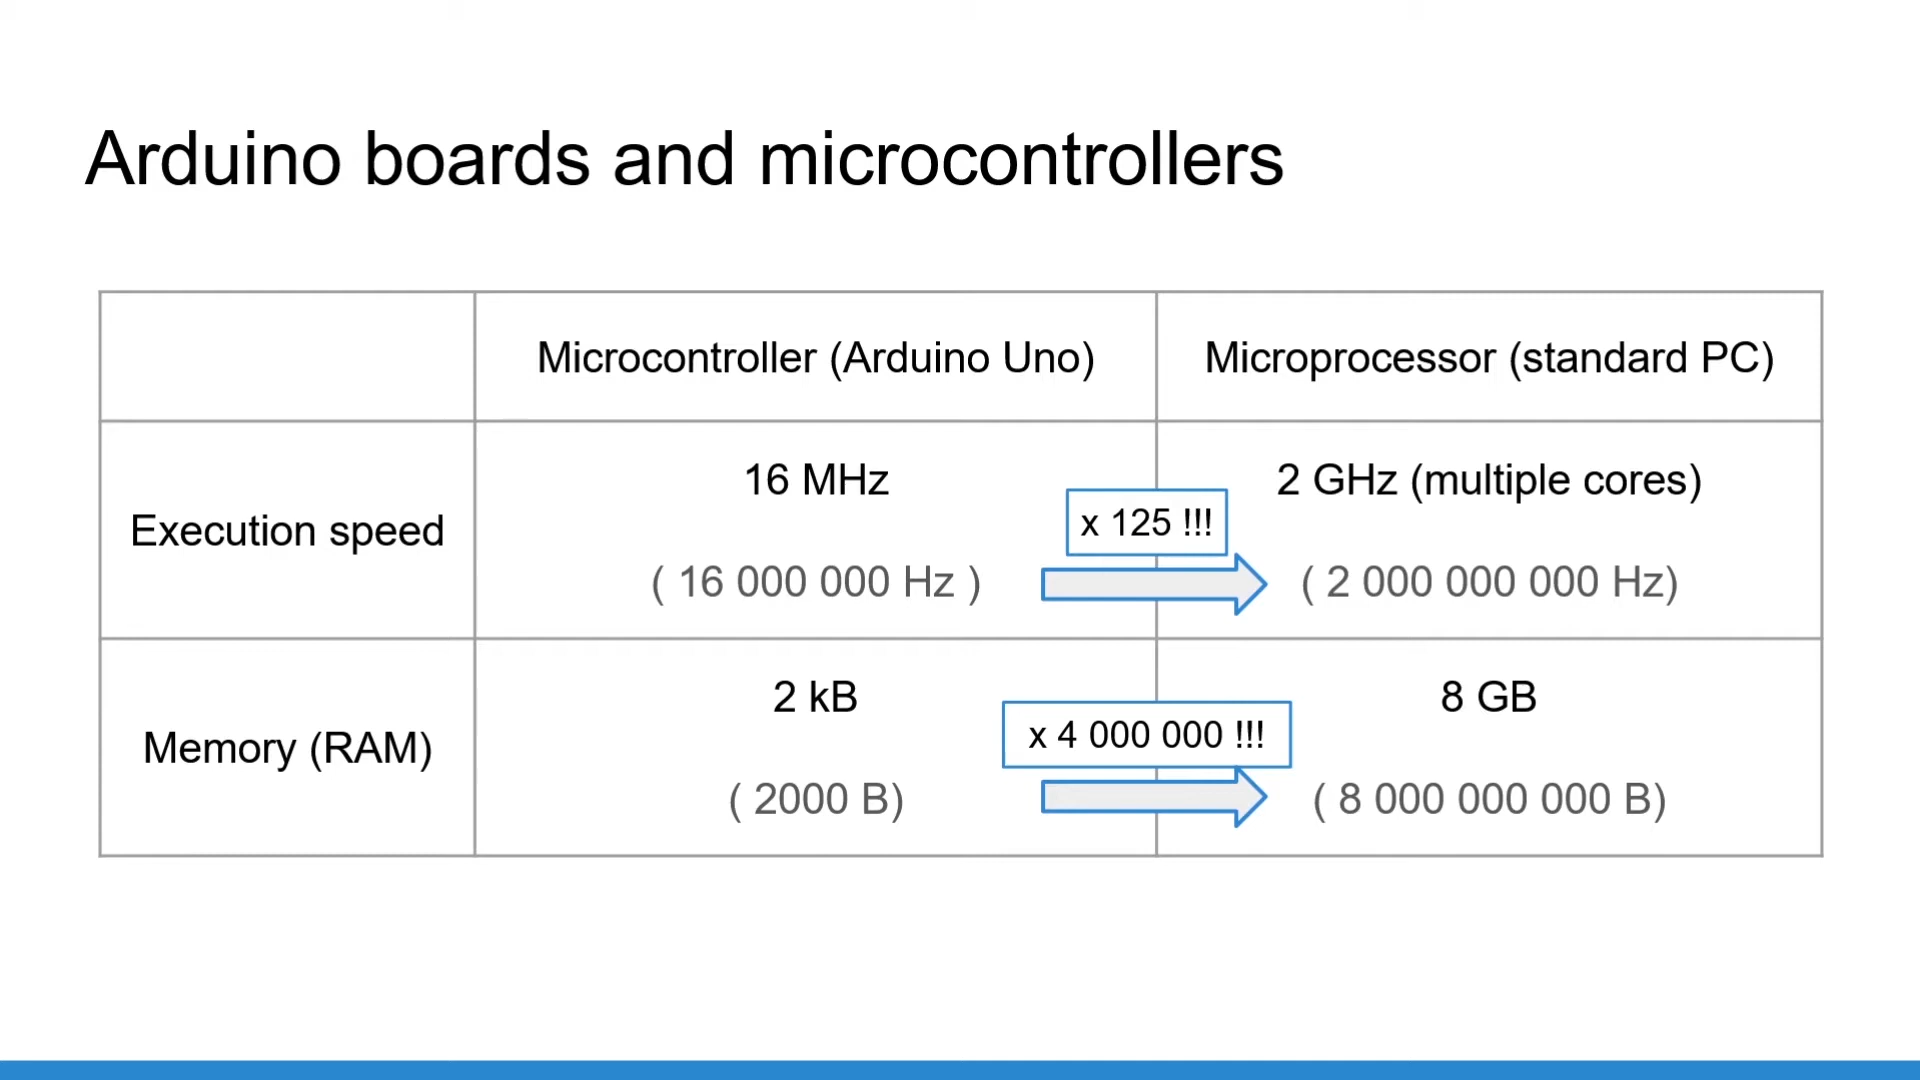 Arduino boards and microcontrollers
Microcontroller (Arduino Uno)
Microprocessor (standard PC)
Execution speed
16 MHz
( 16 000 000 Hz )
x 125 !!!
2 GHz (multiple cores)
( 2 000 000 000 Hz)
Memory (RAM)
2 kB
( 2000 B)
x 4 000 000 !!!
8 GB
( 8 000 000 000 B)